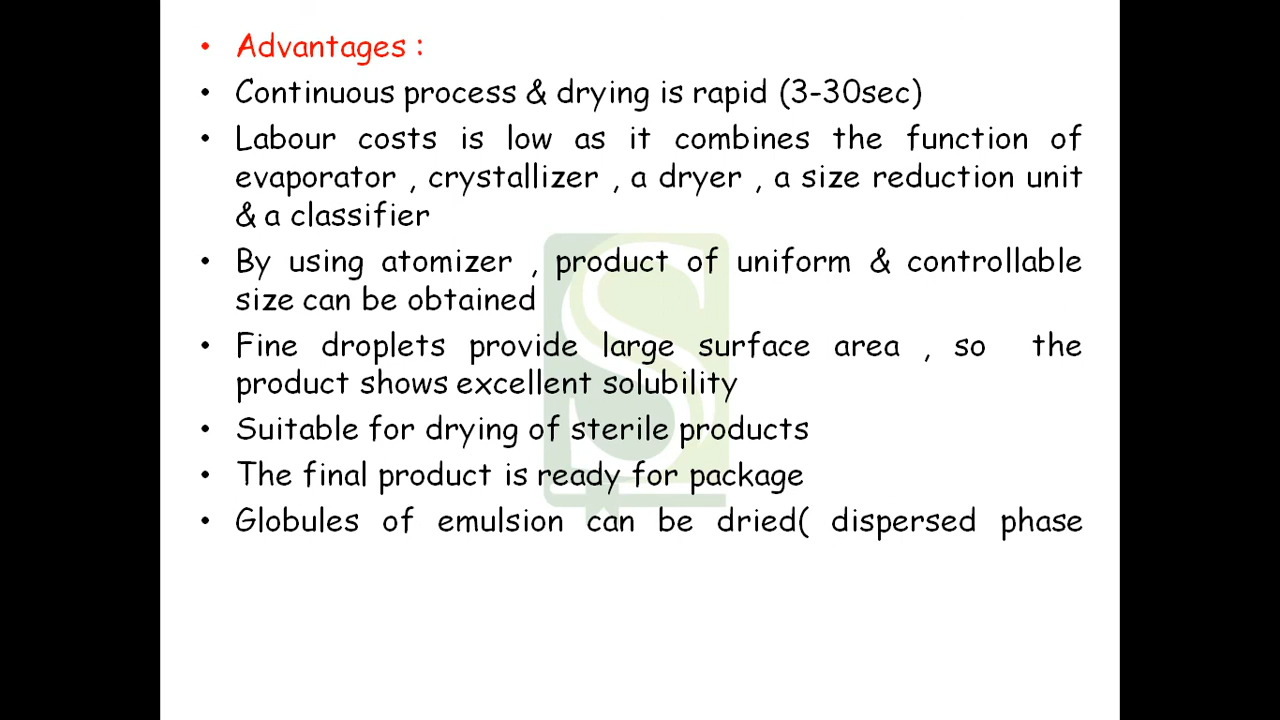 • Advantages :
• Continuous process & drying is rapid (3-30sec)
• Labour costs is low as it combines the function of
evaporator , crystallizer , a dryer , a size reduction unit
& a classifier
• By using atomizer , product of uniform & controllable
size can be obtained
• Fine droplets provide large surface area , so the
product shows excellent solubility
• Suitable for drying of sterile products
• The final product is ready for package
• Globules of emulsion can be dried( dispersed phase